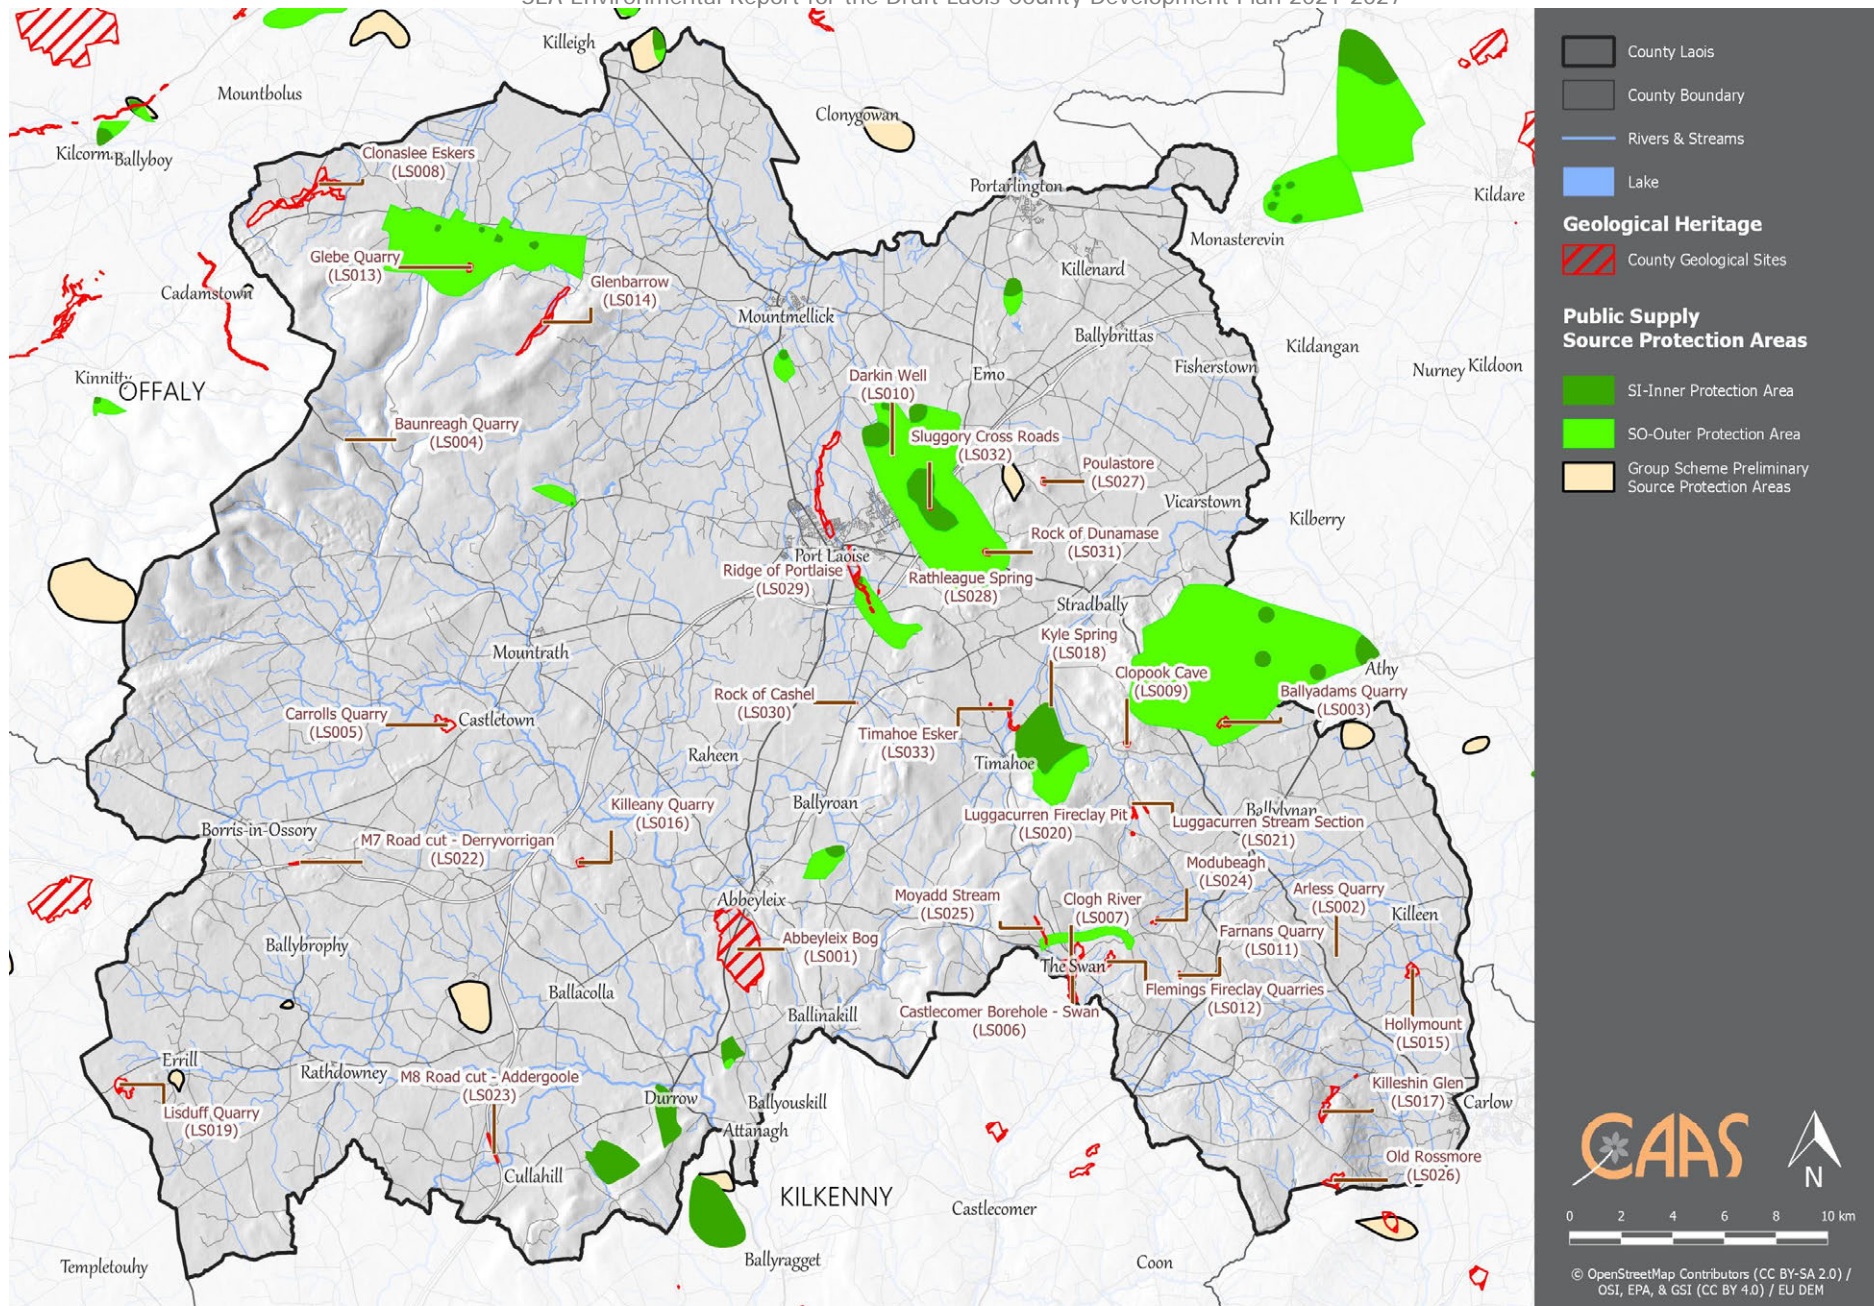 SEA Environmental Report for the Draft Laois County Development Plan 2021-2027
Killeigh
Mountbolus
Clonygowan
Kilcorm
Ballyboy
Clonaslee Eskers
(LS008)
Portarlington
Kildare
Monasterevin
Glebe Quarry
(LS013)
Killenard
Cadamstown
Glenbarrow
(LS014)
Mountmellick
Ballybrittas
Kildangan
Fisherstown
Nurney
Kildoon
Kinnitty
OFFALY
Darkin Well
(LS010)
Emo
Baunreagh Quarry
(LS004)
Sluggory Cross Roads
(LS032)
Poulastore
(LS027)
Vicarstown
Kilberry
Port Laoise
Rock of Dunamase
(LS031)
Ridge of Portlaise
(LS029)
Rathleague Spring
(LS028)
Stradbally
Kyle Spring
(LS018)
Mountrath
Athy
Clopook Cave
(LS009)
Rock of Cashel
(LS030)
Ballyadams Quarry
(LS003)
Carrolls Quarry
(LS005)
Castletown
Timahoe Esker
(LS033)
Raheen
Timahoe
Killeany Quarry
(LS016)
Ballyroan
Luggacurren Fireclay Pit
(LS020)
Ballylynan
Luggacurren Stream Section
(LS021)
Borris-in-Ossory
M7 Road cut - Derryvorrigan
(LS022)
Modubeagh
(LS024)
Abbeyleix
Moyadd Stream
(LS025)
Clogh River
(LS007)
Arless Quarry
(LS002)
Killeen
Farnans Quarry
(LS011)
Ballybrophy
Abbeyleix Bog
(LS001)
The Swan
Flemings Fireclay Quarries
(LS012)
Ballacolla
Ballinakill
Castlecomer Borehole - Swan
(LS006)
Hollymount
(LS015)
Errill
Rathdowney
M8 Road cut - Addergoole
(LS023)
Durrow
Ballyouskill
Killeshin Glen
(LS017)
Carlow
Lisduff Quarry
(LS019)
Attanagh
Cullahill
Old Rossmore
(LS026)
KILKENNY
Castlecomer
Templetouhy
Ballyragget
Coon
County Laois
County Boundary
Rivers & Streams
Lake
Geological Heritage
County Geological Sites
Public Supply
Source Protection Areas
SI-Inner Protection Area
SO-Outer Protection Area
Group Scheme Preliminary
Source Protection Areas
CAAS
N
0 2 4 6 8 10 km
© OpenStreetMap Contributors (CC BY-SA 2.0) /
OSI, EPA, & GSI (CC BY 4.0) / EU DEM